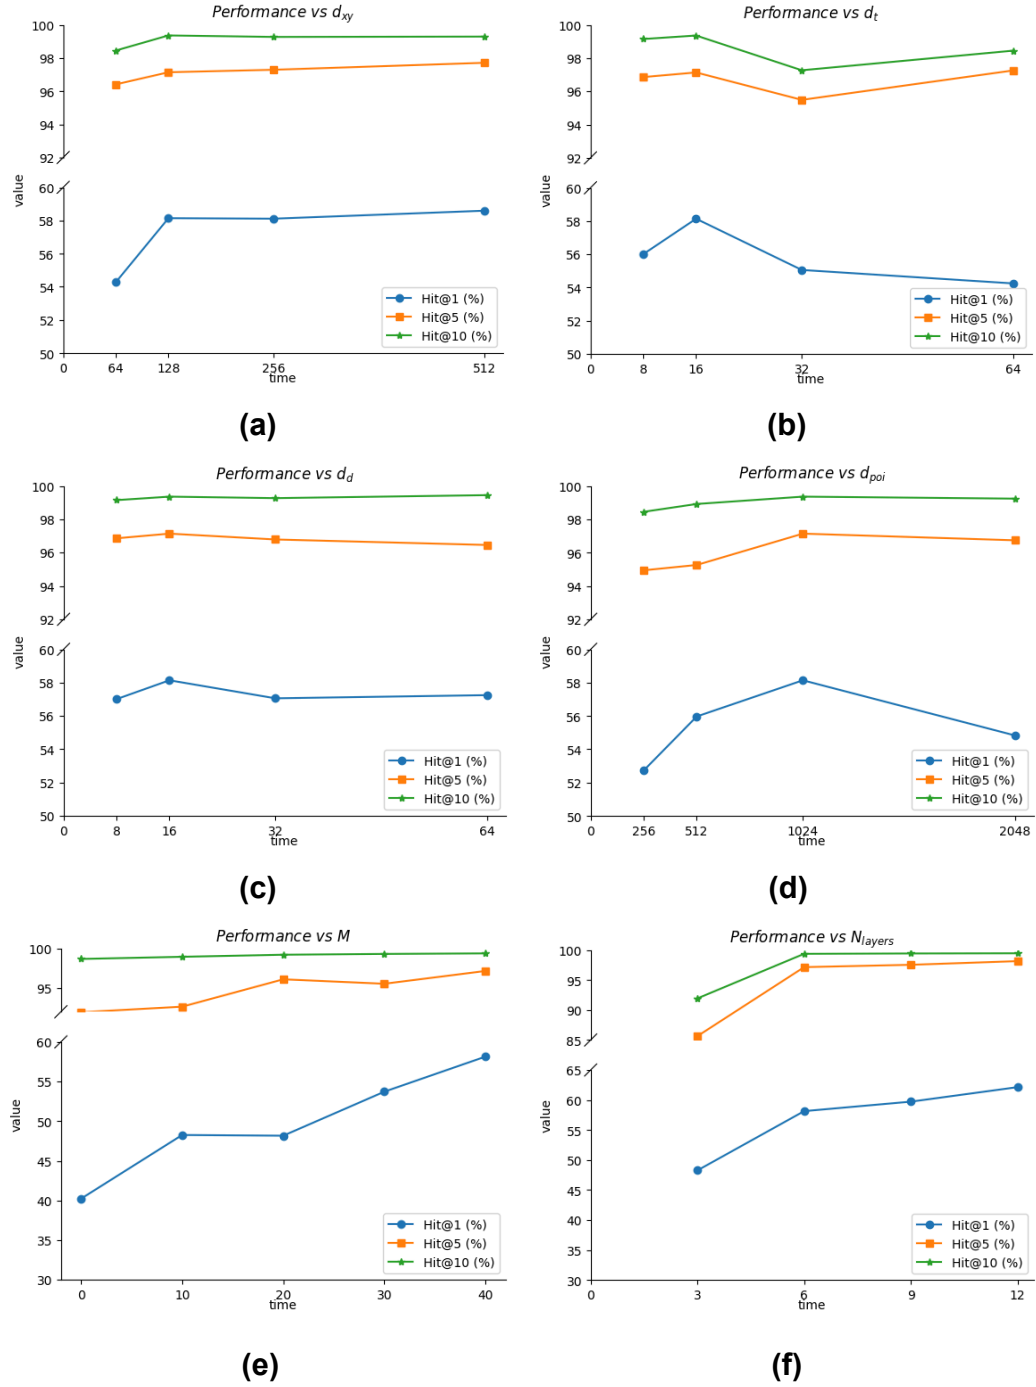 Performance vs d_xy
100
98
96
94
92
value
60
58
56
54
52
50
0 64 128 256 512
time
Hit@1 (%)
Hit@5 (%)
Hit@10 (%)
(a)
Performance vs d_t
100
98
96
94
92
value
60
58
56
54
52
50
0 8 16 32 64
time
Hit@1 (%)
Hit@5 (%)
Hit@10 (%)
(b)
Performance vs d_d
100
98
96
94
92
value
60
58
56
54
52
50
0 8 16 32 64
time
Hit@1 (%)
Hit@5 (%)
Hit@10 (%)
(c)
Performance vs d_poi
100
98
96
94
92
value
60
58
56
54
52
50
0 256 512 1024 2048
time
Hit@1 (%)
Hit@5 (%)
Hit@10 (%)
(d)
Performance vs M
100
95
60
value
55
50
45
40
35
30
0 10 20 30 40
time
Hit@1 (%)
Hit@5 (%)
Hit@10 (%)
(e)
Performance vs N_layers
100
95
90
85
65
value
60
55
50
45
40
35
30
0 3 6 9 12
time
Hit@1 (%)
Hit@5 (%)
Hit@10 (%)
(f)